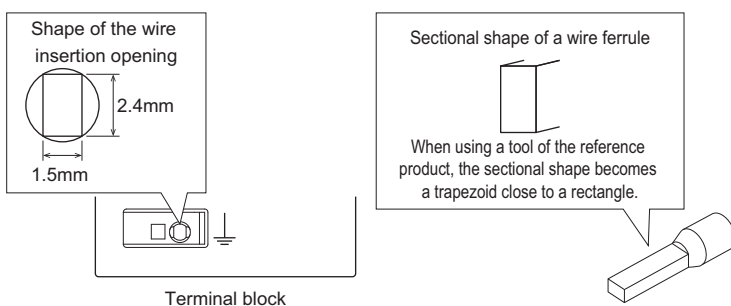 Shape of the wire
insertion opening
2.4mm
1.5mm
Terminal block
Sectional shape of a wire ferrule
When using a tool of the reference
product, the sectional shape becomes
a trapezoid close to a rectangle.